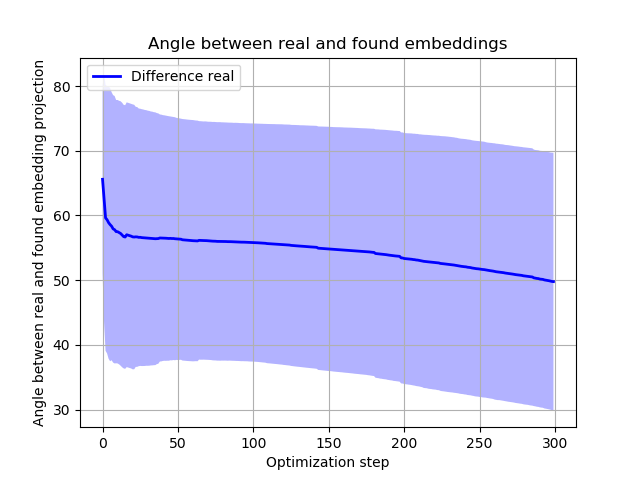 Angle between real and found embeddings
Difference real
Angle between real and found embedding projection
80
70
60
50
40
30
0 50 100 150 200 250 300
Optimization step